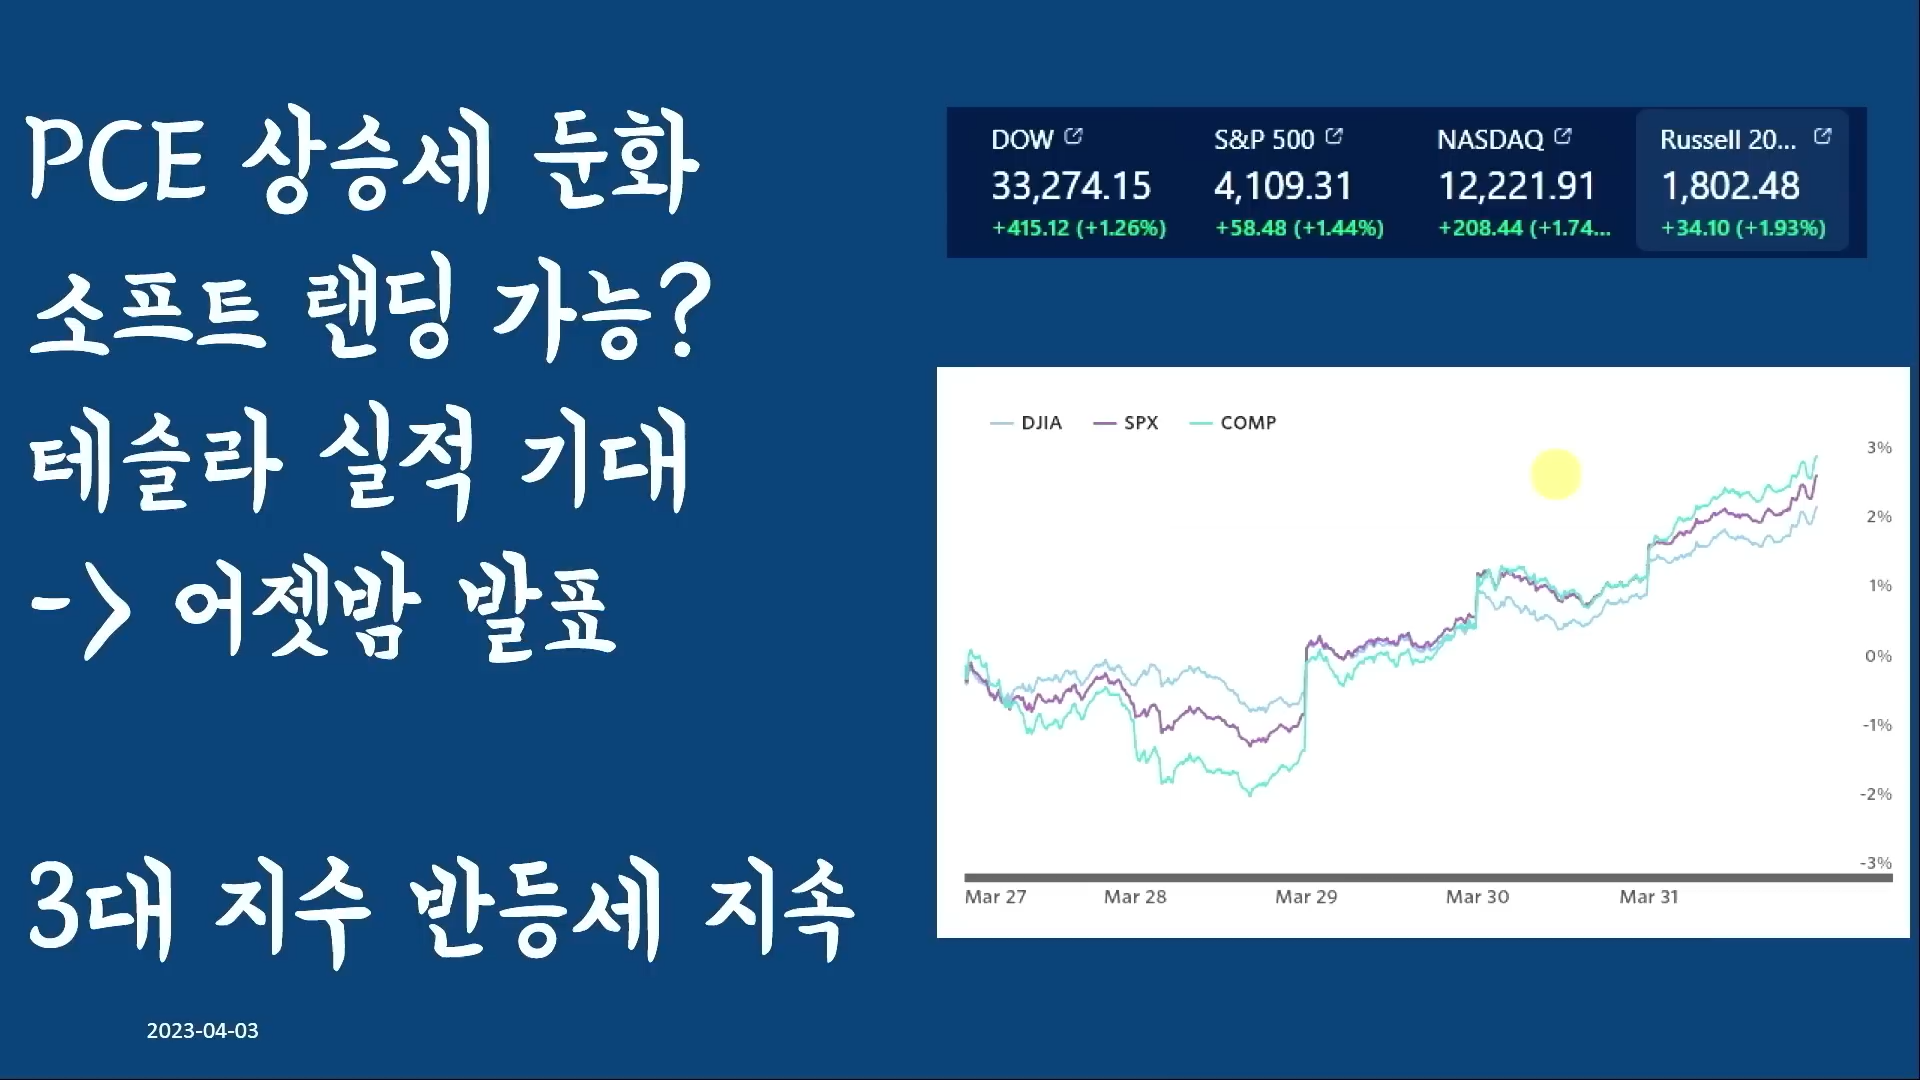 PCE 상승세 둔화
소프트 랜딩 가능?
테슬라 실적 기대
-> 어젯밤 발표
3대 지수 반등세 지속
2023-04-03
DOW S&P 500 NASDAQ Russell 20...
33,274.15 4,109.31 12,221.91 1,802.48
+415.12 (+1.26%) +58.48 (+1.44%) +208.44 (+1.74... +34.10 (+1.93%)
DJIA SPX COMP
3%
2%
1%
0%
-1%
-2%
-3%
Mar 27 Mar 28 Mar 29 Mar 30 Mar 31